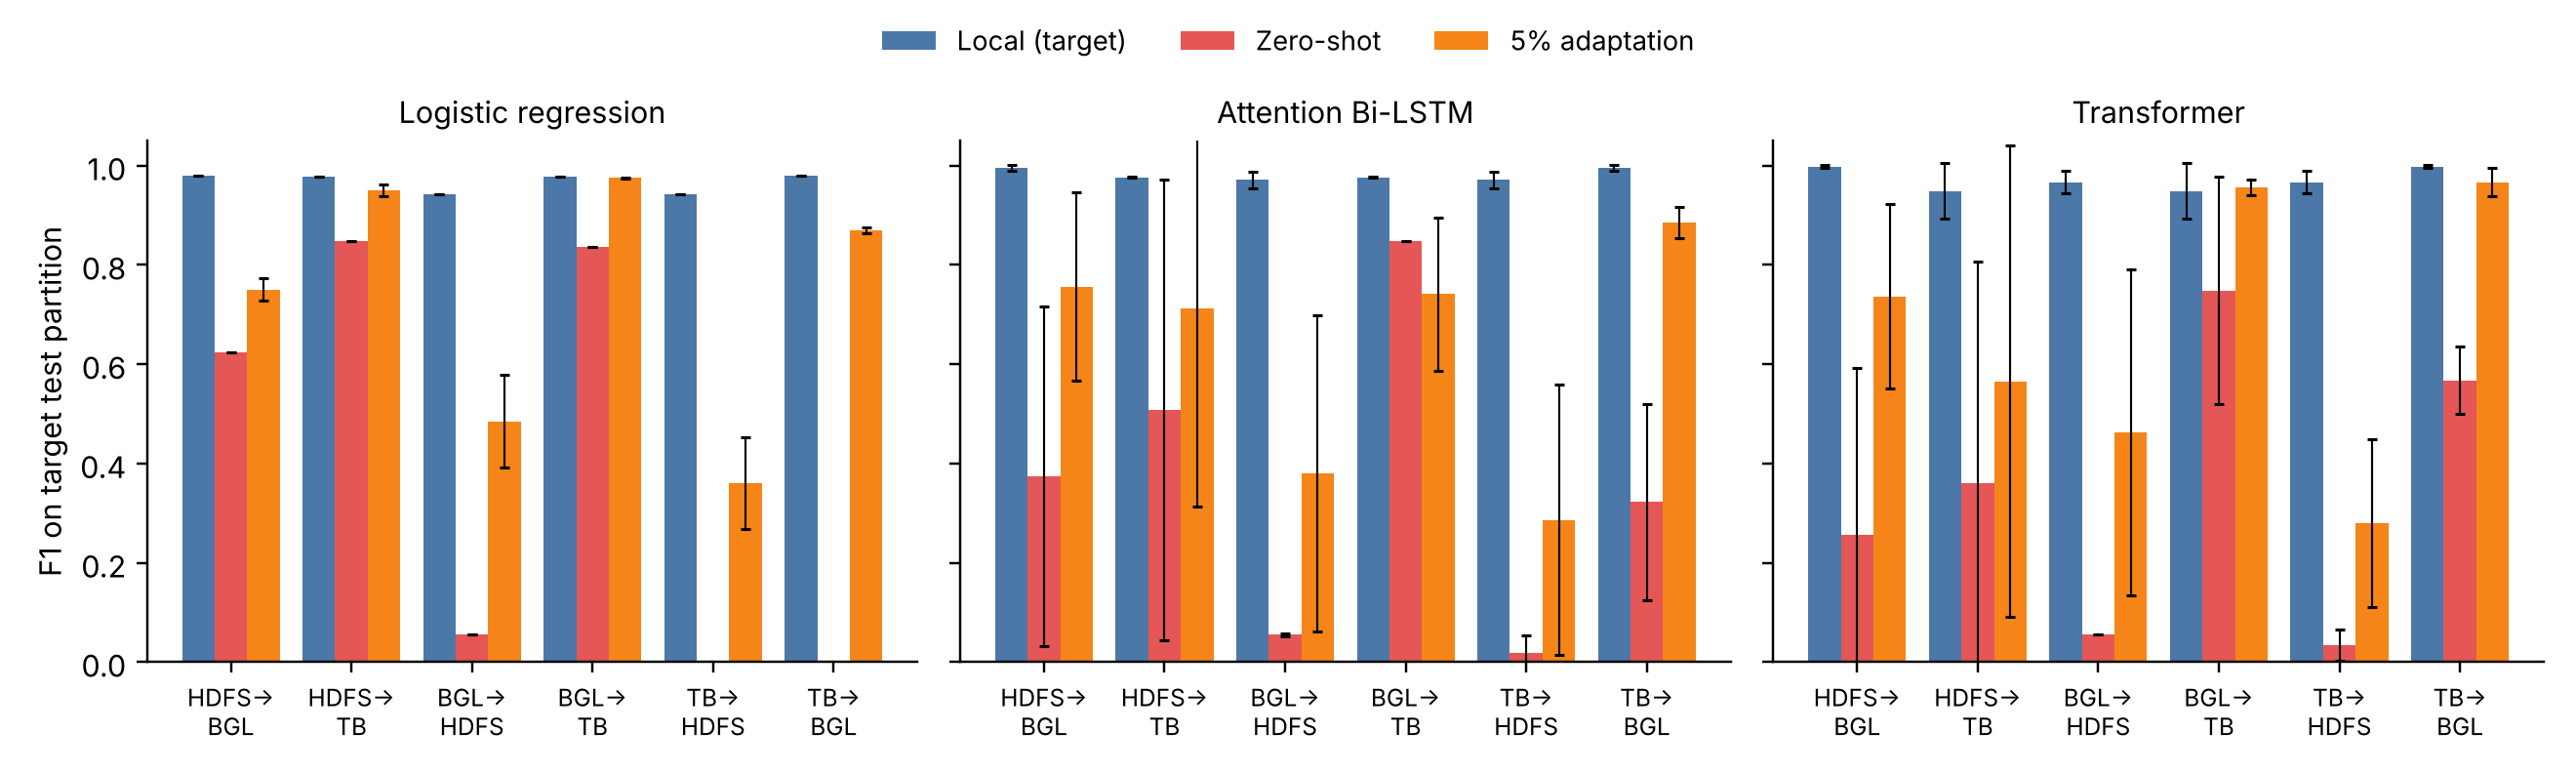 Local (target) Zero-shot 5% adaptation
Logistic regression Attention Bi-LSTM Transformer
F1 on target test partition
1.0
0.8
0.6
0.4
0.2
0.0
HDFS→ HDFS→ BGL→ BGL→ TB→ TB→ HDFS→ HDFS→ BGL→ BGL→ TB→ TB→ HDFS→ HDFS→ BGL→ BGL→ TB→ TB→
BGL TB HDFS TB HDFS BGL BGL TB HDFS TB HDFS BGL BGL TB HDFS TB HDFS BGL